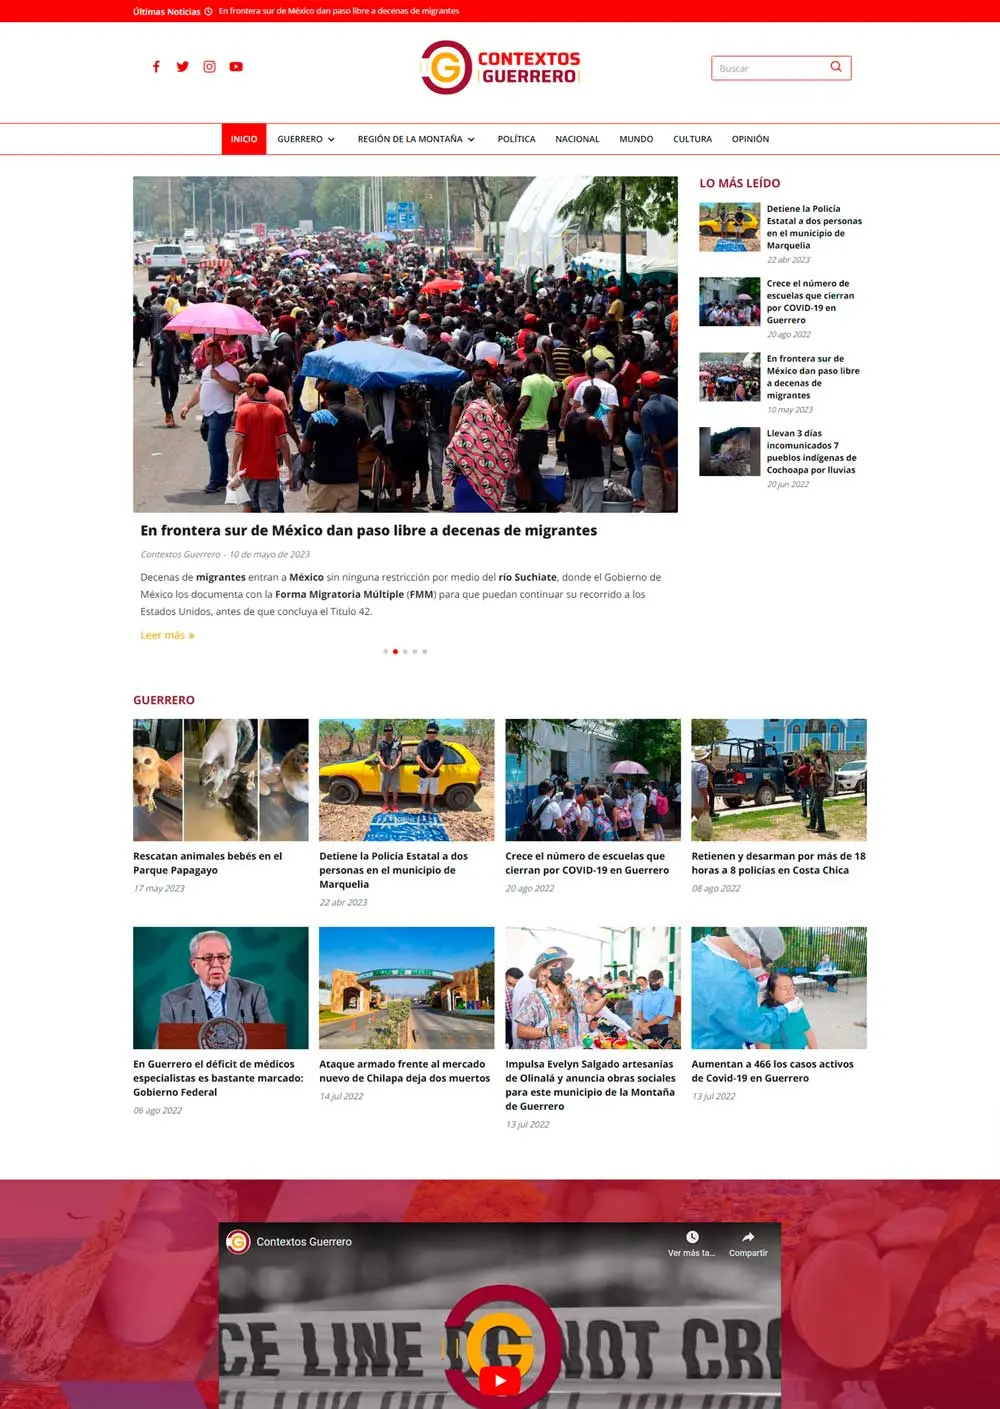 Últimas Noticias En frontera sur de México dan paso libre a decenas de migrantes
CONTEXTOS
GUERRERO
Buscar
INICIO GUERRERO REGIÓN DE LA MONTAÑA POLÍTICA NACIONAL MUNDO CULTURA OPINIÓN
En frontera sur de México dan paso libre a decenas de migrantes
Contextos Guerrero - 10 de mayo de 2023
Decenas de migrantes entran a México sin ninguna restricción por medio del río Suchiate, donde el Gobierno de
México los documenta con la Forma Migratoria Múltiple (FMM) para que puedan continuar su recorrido a los
Estados Unidos, antes de que concluya el Titulo 42.
Leer más »
LO MÁS LEÍDO
Detiene la Policía
Estatal a dos personas
en el municipio de
Marquelia
22 abr 2023
Crece el número de
escuelas que cierran
por COVID-19 en
Guerrero
20 ago 2022
En frontera sur de
México dan paso libre
a decenas de
migrantes
10 may 2023
Llevan 3 días
incomunicados 7
pueblos indígenas de
Cochoapa por lluvias
20 jun 2022
GUERRERO
Rescatan animales bebés en el
Parque Papagayo
17 may 2023
Detiene la Policía Estatal a dos
personas en el municipio de
Marquelia
22 abr 2023
Crece el número de escuelas que
cierran por COVID-19 en Guerrero
20 ago 2022
Retienen y desarman por más de 18
horas a 8 policías en Costa Chica
08 ago 2022
En Guerrero el déficit de médicos
especialistas es bastante marcado:
Gobierno Federal
06 ago 2022
Ataque armado frente al mercado
nuevo de Chilapa deja dos muertos
14 jul 2022
Impulsa Evelyn Salgado artesanías
de Olinalá y anuncia obras sociales
para este municipio de la Montaña
de Guerrero
13 jul 2022
Aumentan a 466 los casos activos
de Covid-19 en Guerrero
13 jul 2022
Contextos Guerrero
Ver más ta...
Compartir
CE LINE DO NOT CRO